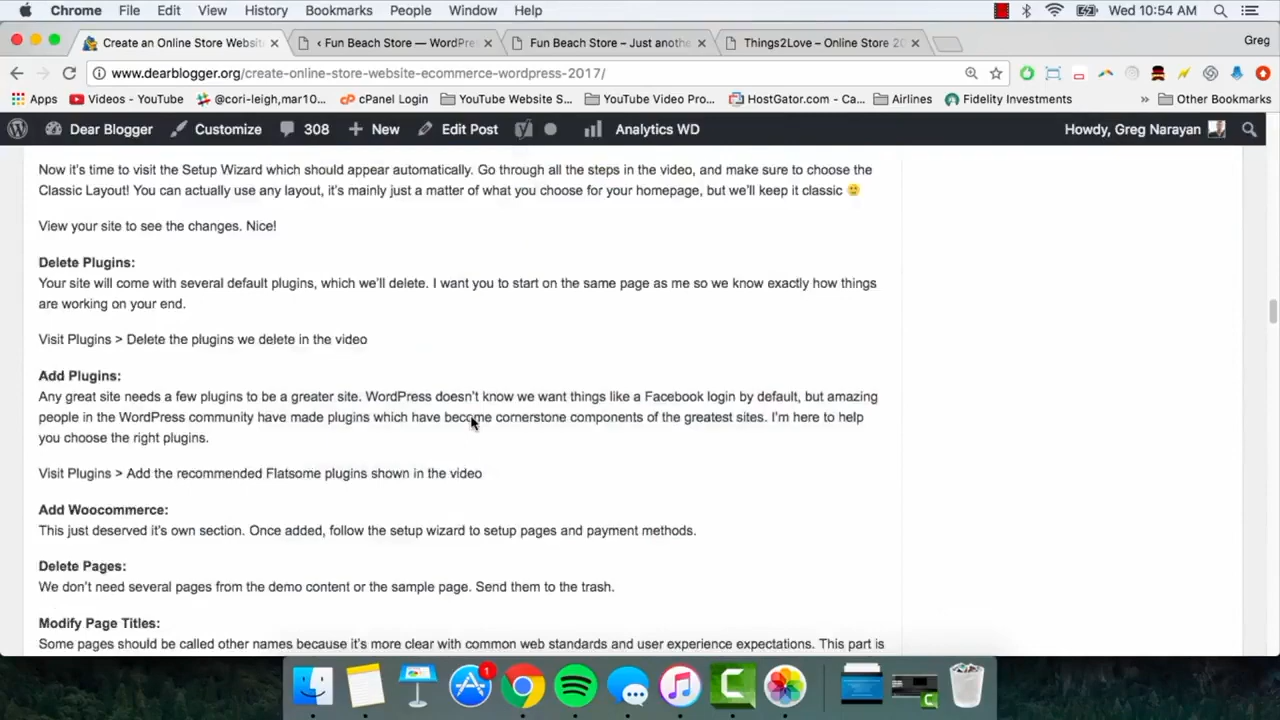 Chrome File Edit View History Bookmarks People Window Help Wed 10:54 AM
Create an Online Store Websit × ‹ Fun Beach Store — WordPre × Fun Beach Store – Just anothe × Things2Love – Online Store 20 × Greg
www.dearblogger.org/create-online-store-website-ecommerce-wordpress-2017/
Apps Videos - YouTube @cori-leigh,mar10... cPanel Login YouTube Website S... YouTube Video Pro... HostGator.com - Ca... Airlines Fidelity Investments » Other Bookmarks
Dear Blogger Customize 308 + New Edit Post Analytics WD Howdy, Greg Narayan
Now it's time to visit the Setup Wizard which should appear automatically. Go through all the steps in the video, and make sure to choose the
Classic Layout! You can actually use any layout, it's mainly just a matter of what you choose for your homepage, but we'll keep it classic 🙂
View your site to see the changes. Nice!
Delete Plugins:
Your site will come with several default plugins, which we'll delete. I want you to start on the same page as me so we know exactly how things
are working on your end.
Visit Plugins > Delete the plugins we delete in the video
Add Plugins:
Any great site needs a few plugins to be a greater site. WordPress doesn't know we want things like a Facebook login by default, but amazing
people in the WordPress community have made plugins which have become cornerstone components of the greatest sites. I'm here to help
you choose the right plugins.
Visit Plugins > Add the recommended Flatsome plugins shown in the video
Add Woocommerce:
This just deserved it's own section. Once added, follow the setup wizard to setup pages and payment methods.
Delete Pages:
We don't need several pages from the demo content or the sample page. Send them to the trash.
Modify Page Titles:
Some pages should be called other names because it's more clear with common web standards and user experience expectations. This part is
1